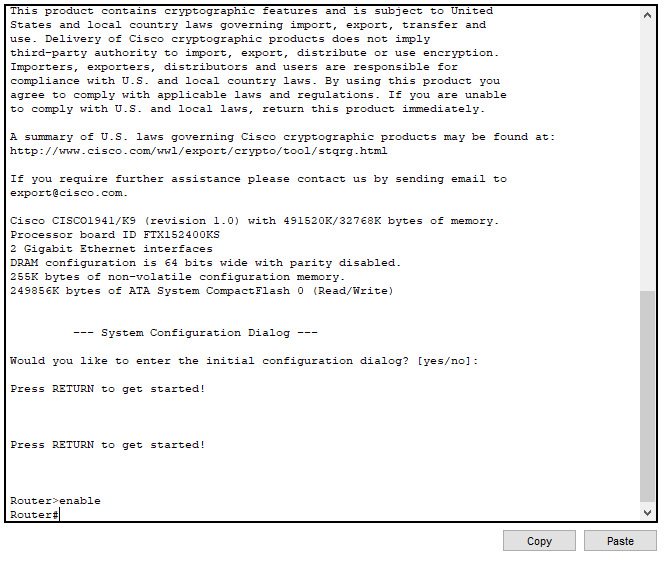 This product contains cryptographic features and is subject to United
States and local country laws governing import, export, transfer and
use. Delivery of Cisco cryptographic products does not imply
third-party authority to import, export, distribute or use encryption.
Importers, exporters, distributors and users are responsible for
compliance with U.S. and local country laws. By using this product you
agree to comply with applicable laws and regulations. If you are unable
to comply with U.S. and local laws, return this product immediately.
A summary of U.S. laws governing Cisco cryptographic products may be found at:
http://www.cisco.com/wwl/export/crypto/tool/stqrg.html
If you require further assistance please contact us by sending email to
export@cisco.com.
Cisco CISCO1941/K9 (revision 1.0) with 491520K/32768K bytes of memory.
Processor board ID FTX152400KS
2 Gigabit Ethernet interfaces
DRAM configuration is 64 bits wide with parity disabled.
255K bytes of non-volatile configuration memory.
249856K bytes of ATA System CompactFlash 0 (Read/Write)
--- System Configuration Dialog ---
Would you like to enter the initial configuration dialog? [yes/no]:
Press RETURN to get started!
Press RETURN to get started!
Router>enable
Router#
Copy
Paste